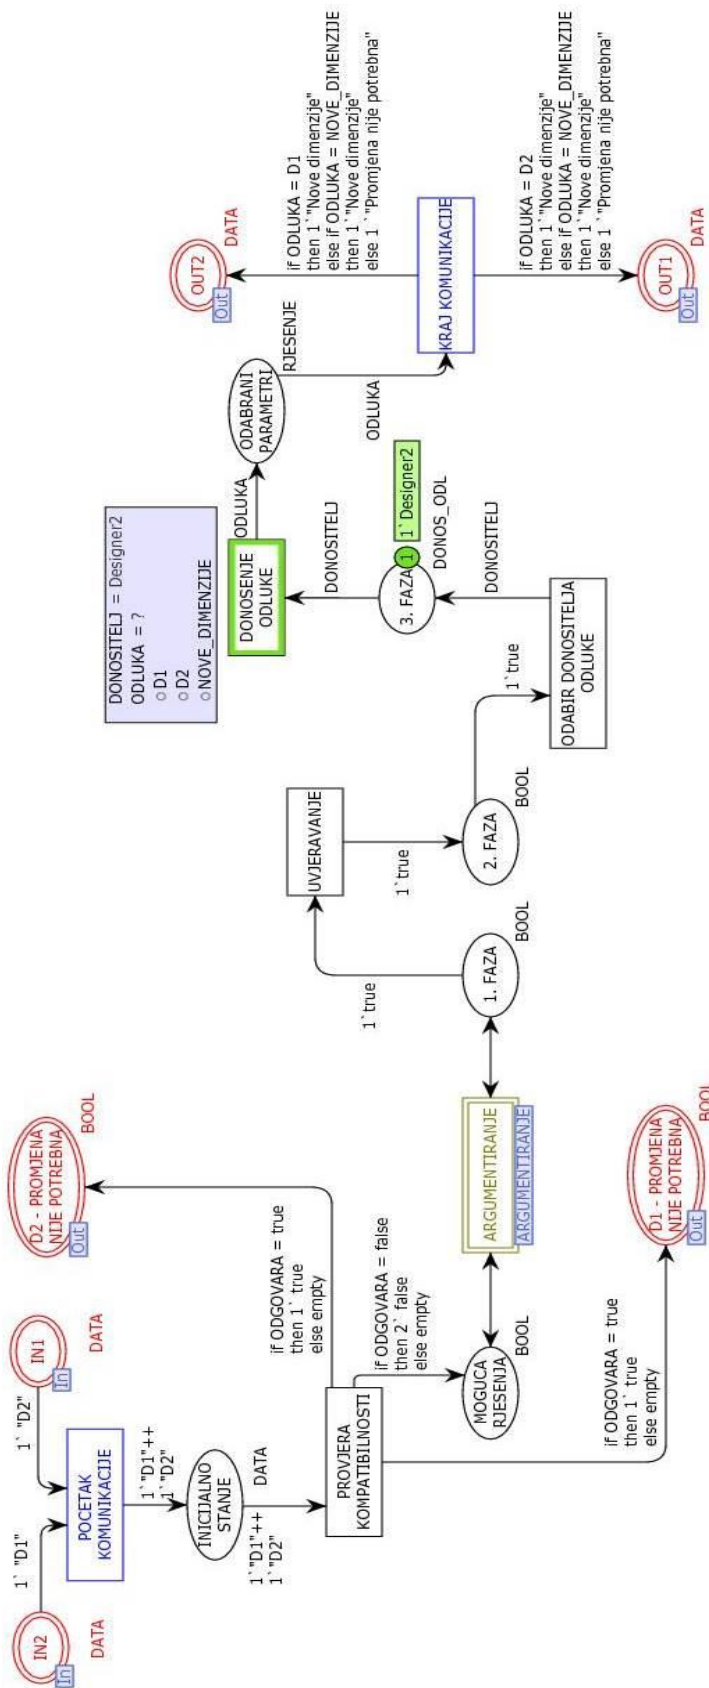 IN2
In
DATA
1` "D1"
IN1
In
DATA
1` "D2"
POCETAK
KOMUNIKACIJE
1`"D1"++
1`"D2"
INICIJALNO
STANJE
DATA
1`"D1"++
1`"D2"
PROVJERA
KOMPATIBILNOSTI
D2 - PROMJENA
NIJE POTREBNA
Out
BOOL
if ODGOVARA = true
then 1` true
else empty
if ODGOVARA = false
then 2` false
else empty
MOGUCA
RJESENJA
BOOL
if ODGOVARA = true
then 1` true
else empty
D1 - PROMJENA
NIJE POTREBNA
Out
BOOL
ARGUMENTIRANJE
ARGUMENTIRANJE
1. FAZA
BOOL
1`true
UVJERAVANJE
1`true
2. FAZA
BOOL
1`true
ODABIR DONOSITELJA
ODLUKE
DONOSITELJ
3. FAZA
1
1`Designer2
DONOS_ODL
DONOSITELJ
DONOSENJE
ODLUKE
DONOSITELJ = Designer2
ODLUKA = ?
D1
D2
NOVE_DIMENZIJE
ODLUKA
ODABRANI
PARAMETRI
RJESENJE
ODLUKA
KRAJ KOMUNIKACIJE
OUT2
Out
DATA
if ODLUKA = D1
then 1`"Nove dimenzije"
else if ODLUKA = NOVE_DIMENZIJE
then 1`"Nove dimenzije"
else 1`"Promjena nije potrebna"
if ODLUKA = D2
then 1`"Nove dimenzije"
else if ODLUKA = NOVE_DIMENZIJE
then 1`"Nove dimenzije"
else 1`"Promjena nije potrebna"
OUT1
Out
DATA